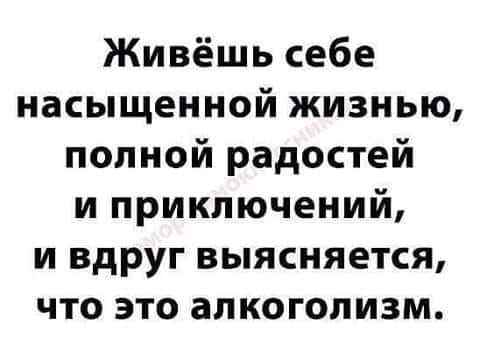 Живёшь себе
насыщенной жизнью,
полной радостей
и приключений,
и вдруг выясняется,
что это алкоголизм.